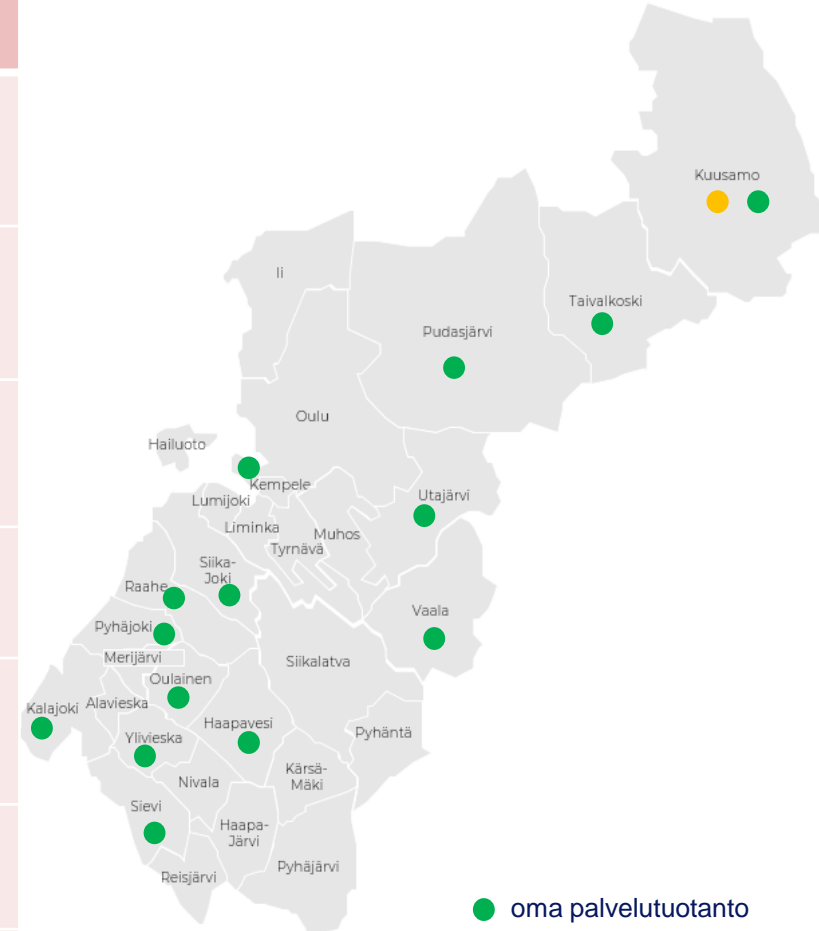 Kuusamo
Ii
Taivalkoski
Pudasjärvi
Oulu
Hailuoto
Kempele
Lumijoki
Utajärvi
Liminka
Muhos
Tyrnävä
Siika-
Joki
Raahe
Vaala
Pyhäjoki
Merijärvi
Siikalatva
Oulainen
Kalajoki
Alavieska
Haapavesi
Pyhäntä
Ylivieska
Kärsä-
Mäki
Nivala
Sievi
Haapa-
Järvi
Pyhäjärvi
Reisjärvi
oma palvelutuotanto